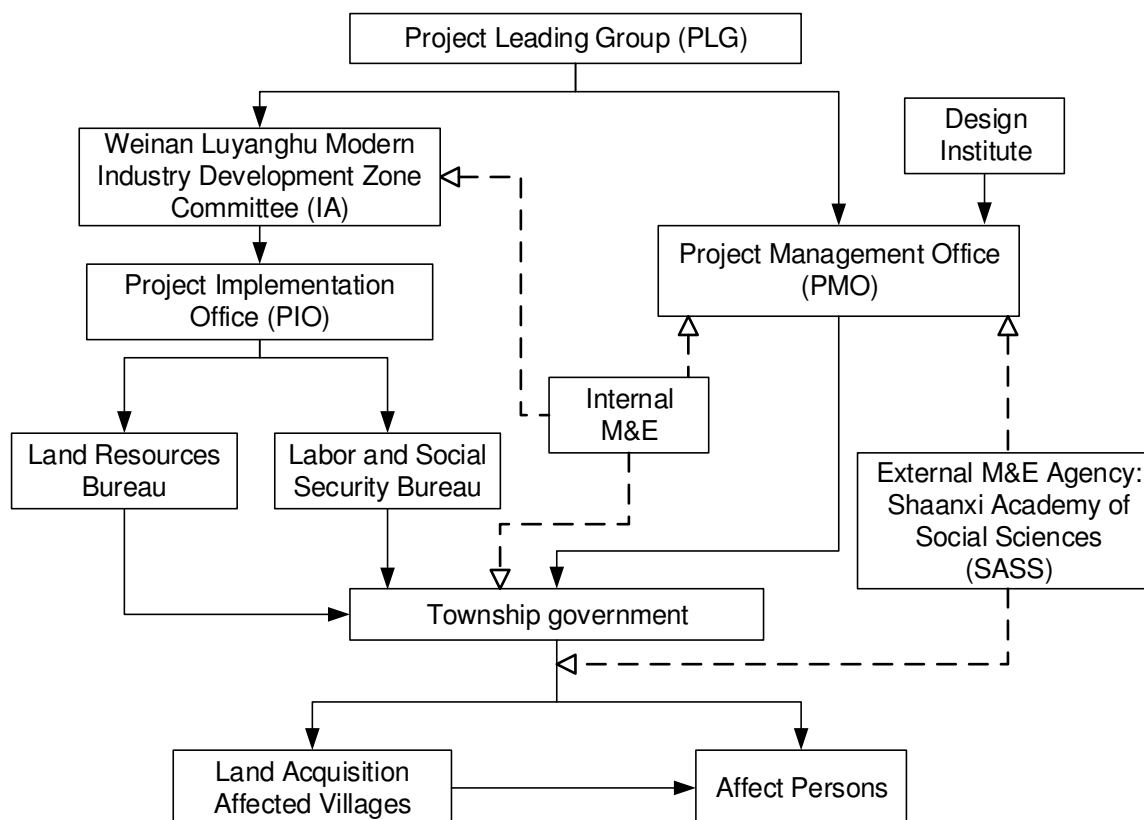 Project Leading Group (PLG)
Weinan Luyanghu Modern
Industry Development Zone
Committee (IA)
Design
Institute
Project Management Office
(PMO)
Project Implementation
Office (PIO)
Internal
M&E
Land Resources
Bureau
Labor and Social
Security Bureau
External M&E Agency:
Shaanxi Academy of
Social Sciences
(SASS)
Township government
Land Acquisition
Affected Villages
Affect Persons